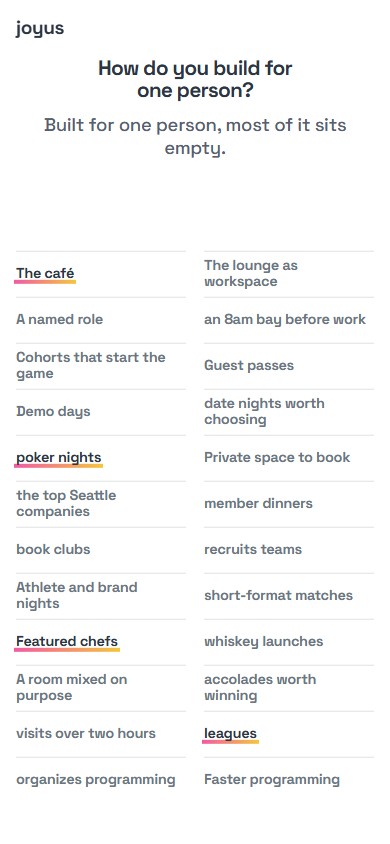 joyus
How do you build for
one person?
Built for one person, most of it sits
empty.
The café
The lounge as
workspace
A named role
an 8am bay before work
Cohorts that start the
game
Guest passes
Demo days
date nights worth
choosing
poker nights
Private space to book
the top Seattle
companies
member dinners
book clubs
recruits teams
Athlete and brand
nights
short-format matches
Featured chefs
whiskey launches
A room mixed on
purpose
accolades worth
winning
visits over two hours
leagues
organizes programming
Faster programming